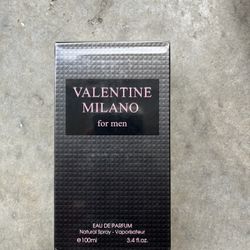 VALENTINE
MILANO
for men
EAU DE PARFUM
Natural Spray - Vaporisateur
e100ml 3.4 fl.oz.